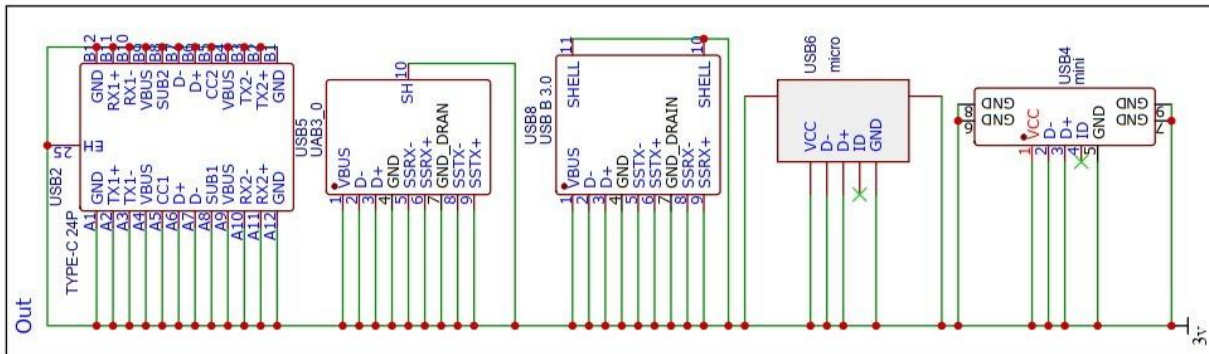 B12 B11 B10 B9 B8 B7 B6 B5 B4 B3 B2 B1
GND RX1+ RX1- VBUS SUB2 D- D+ CC2 VBUS TX2- TX2+ GND
25
EH
GND TX1+ TX1- VBUS CC1 D+ D- SUB1 VBUS RX2- RX2+ GND
A1 A2 A3 A4 A5 A6 A7 A8 A9 A10 A11 A12
USB2
TYPE-C 24P
USB5
UAB3_0
10
SH
VBUS D- D+ GND SSRX- SSRX+ GND_DRAN SSTX- SSTX+
1 2 3 4 5 6 7 8 9
USB8
USB B 3.0
11 10
SHELL SHELL
VBUS D- D+ GND SSTX- SSTX+ GND_DRAIN SSRX- SSRX+
1 2 3 4 5 6 7 8 9
USB6
micro
VCC D- D+ ID GND
USB4
mini
8 GND
9 GND
GND 6
GND 7
VCC D- D+ ID GND
1 2 3 4 5
Out
3v